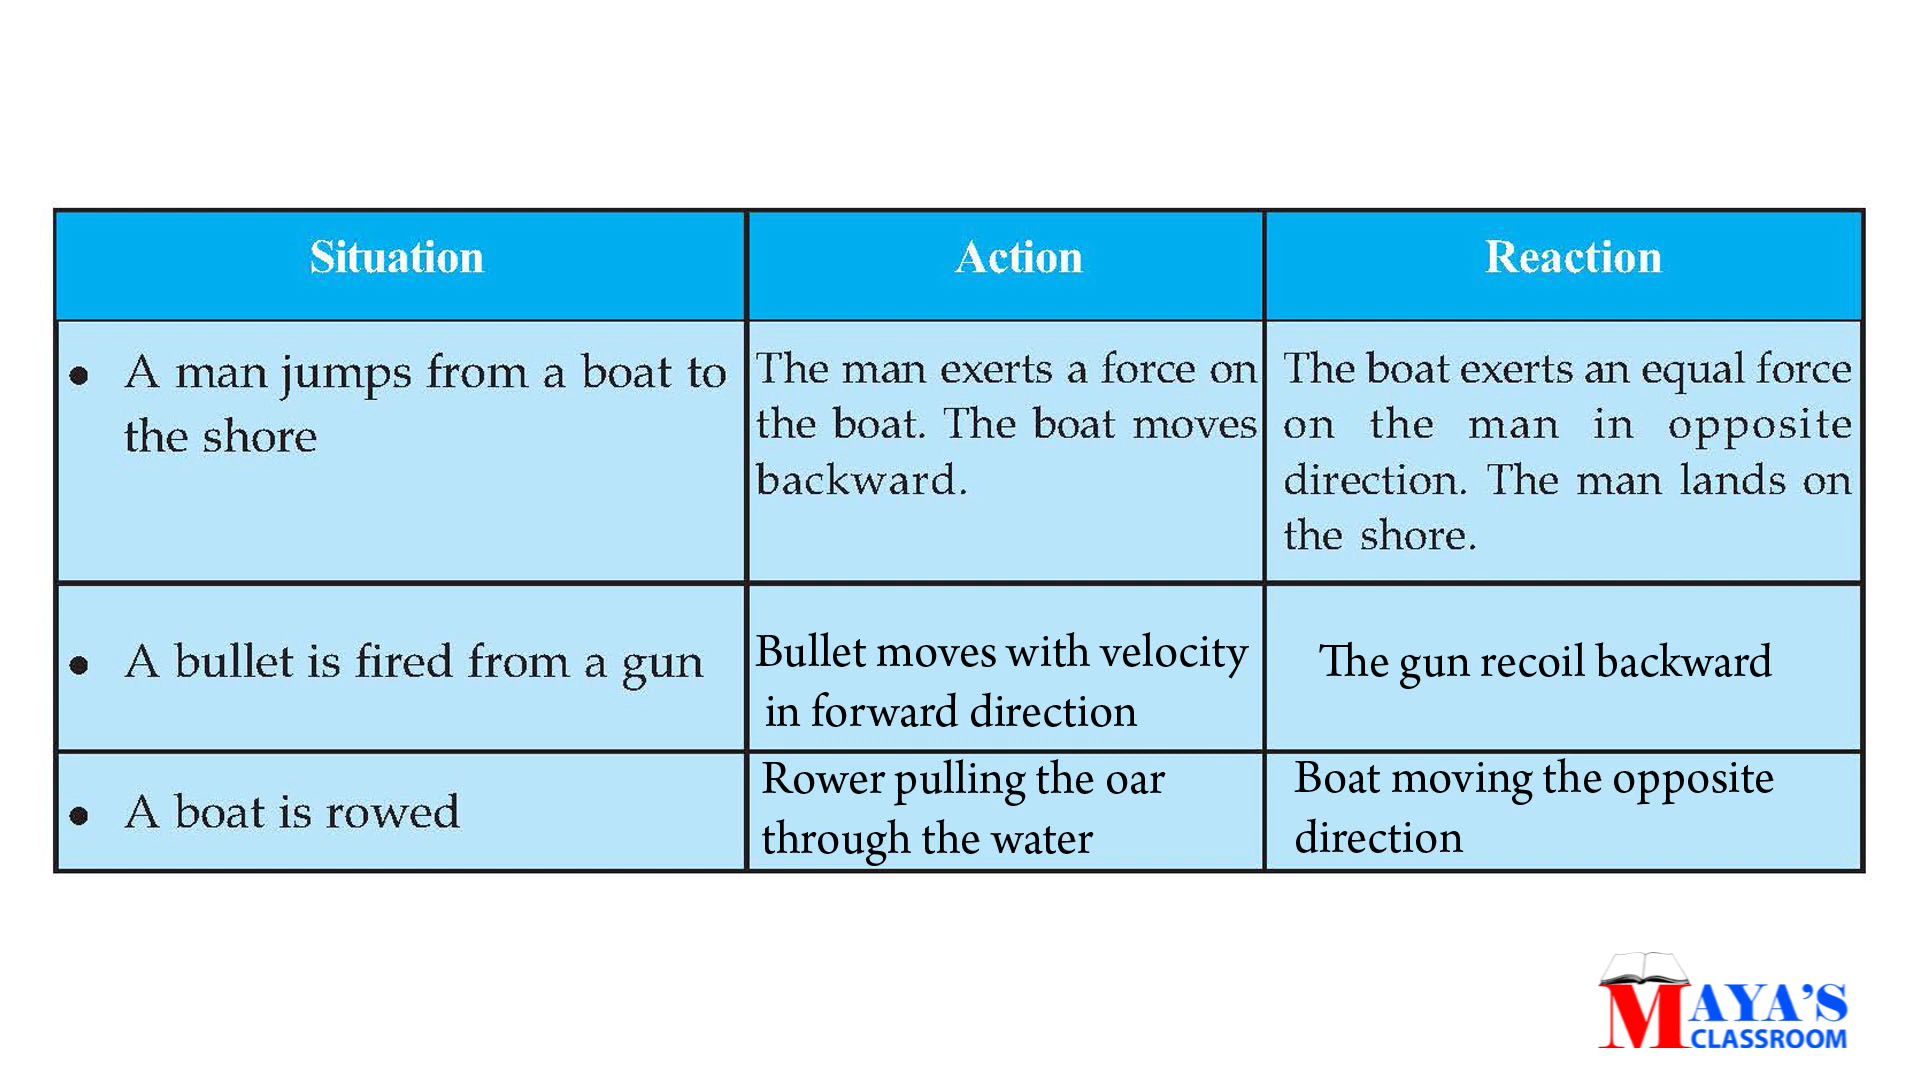 Situation
Action
Reaction
• A man jumps from a boat to
the shore
The man exerts a force on
the boat. The boat moves
backward.
The boat exerts an equal force
on the man in opposite
direction. The man lands on
the shore.
• A bullet is fired from a gun
Bullet moves with velocity
in forward direction
The gun recoil backward
• A boat is rowed
Rower pulling the oar
through the water
Boat moving the opposite
direction
MAYA'S
CLASSROOM